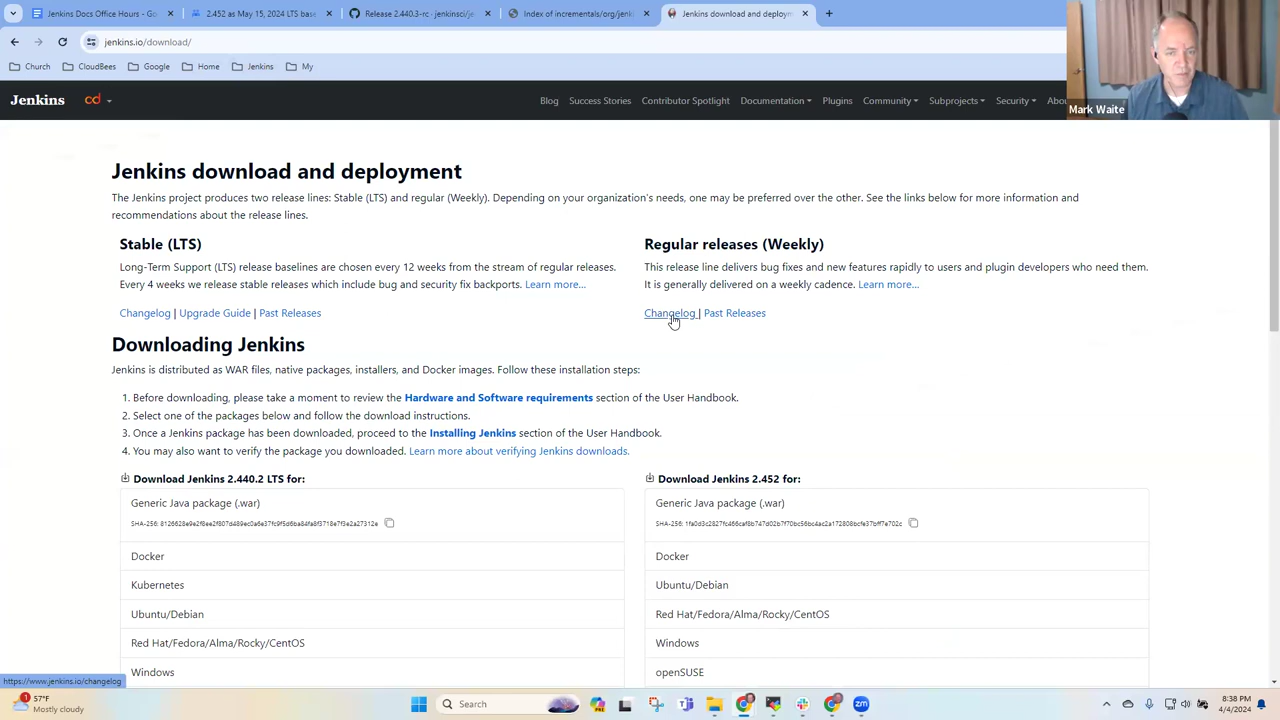 Jenkins Docs Office Hours - Go
2.452 as May 15, 2024 LTS base
Release 2.440.3-rc · jenkinsci/je
Index of incrementals/org/jenki
Jenkins download and deploym
jenkins.io/download/
Church
CloudBees
Google
Home
Jenkins
My
Mark Waite
Jenkins
cd
Blog
Success Stories
Contributor Spotlight
Documentation
Plugins
Community
Subprojects
Security
Abou
Jenkins download and deployment
The Jenkins project produces two release lines: Stable (LTS) and regular (Weekly). Depending on your organization's needs, one may be preferred over the other. See the links below for more information and
recommendations about the release lines.
Stable (LTS)
Long-Term Support (LTS) release baselines are chosen every 12 weeks from the stream of regular releases.
Every 4 weeks we release stable releases which include bug and security fix backports. Learn more...
Changelog | Upgrade Guide | Past Releases
Regular releases (Weekly)
This release line delivers bug fixes and new features rapidly to users and plugin developers who need them.
It is generally delivered on a weekly cadence. Learn more...
Changelog | Past Releases
Downloading Jenkins
Jenkins is distributed as WAR files, native packages, installers, and Docker images. Follow these installation steps:
1. Before downloading, please take a moment to review the Hardware and Software requirements section of the User Handbook.
2. Select one of the packages below and follow the download instructions.
3. Once a Jenkins package has been downloaded, proceed to the Installing Jenkins section of the User Handbook.
4. You may also want to verify the package you downloaded. Learn more about verifying Jenkins downloads.
Download Jenkins 2.440.2 LTS for:
Generic Java package (.war)
SHA-256:
Docker
Kubernetes
Ubuntu/Debian
Red Hat/Fedora/Alma/Rocky/CentOS
Windows
Download Jenkins 2.452 for:
Generic Java package (.war)
SHA-256:
Docker
Ubuntu/Debian
Red Hat/Fedora/Alma/Rocky/CentOS
Windows
openSUSE
https://www.jenkins.io/changelog
57°F
Mostly cloudy
Search
zm
8:38 PM
4/4/2024